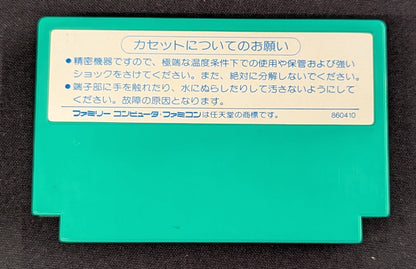 カセットについてのお願い
●精密機器ですので、極端な温度条件下での使用や保管および強い
ショックをさけてください。また、絶対に分解しないでください。
●端子部に手を触れたり、水にぬらしたりして汚さないようにして
ください。故障の原因となります。
ファミリー コンピュータ・ファミコンは任天堂の商標です。 860410